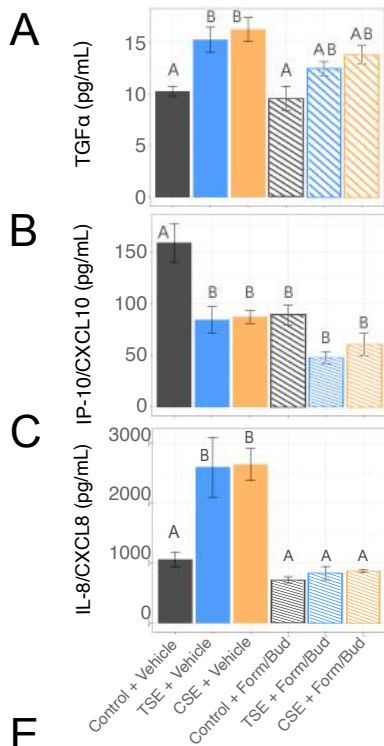 A
TGFα (pg/mL)
15
10
5
0
A
B
B
A
AB
AB
B
IP-10/CXCL10 (pg/mL)
150
100
50
0
A
B
B
B
B
B
C
IL-8/CXCL8 (pg/mL)
3000
2000
1000
0
A
B
B
A
A
A
Control + Vehicle
TSE + Vehicle
CSE + Vehicle
Control + Form/Bud
TSE + Form/Bud
CSE + Form/Bud